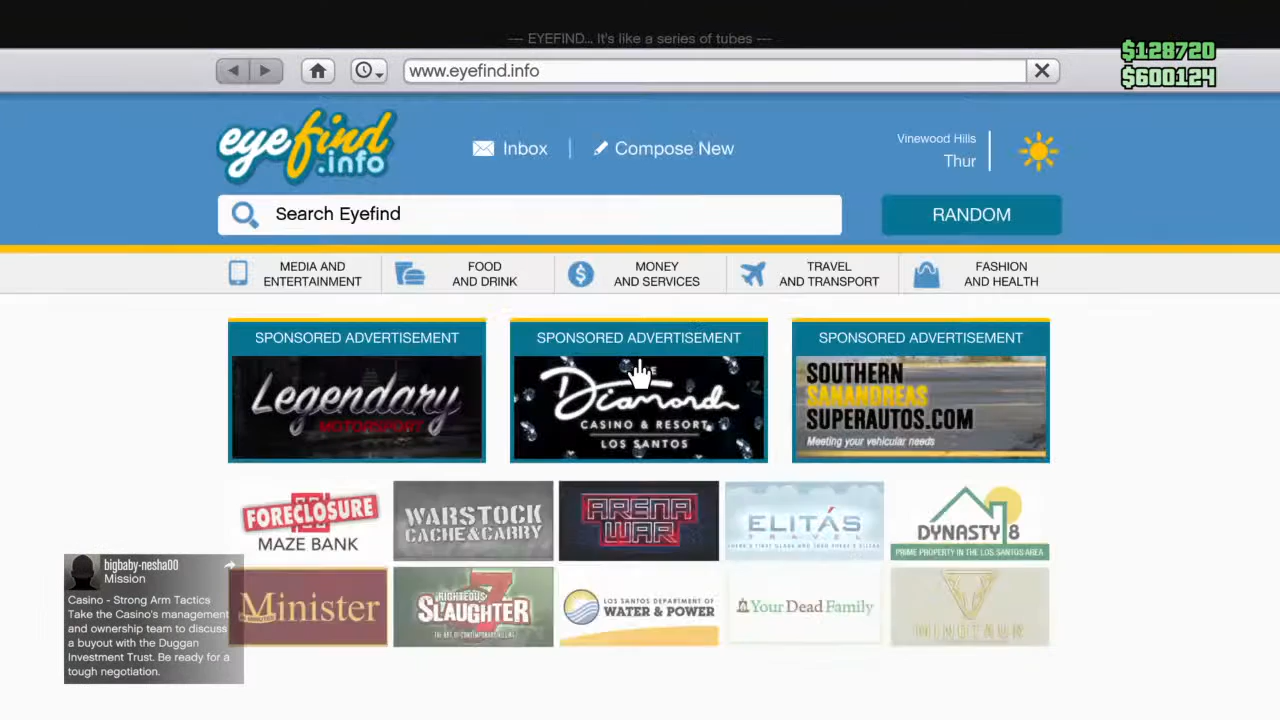 --- EYEFIND... It's like a series of tubes ---
$128720
$600124
www.eyefind.info
eyefind.info
Inbox
Compose New
Vinewood Hills
Thur
Search Eyefind
RANDOM
MEDIA AND
ENTERTAINMENT
FOOD
AND DRINK
MONEY
AND SERVICES
TRAVEL
AND TRANSPORT
FASHION
AND HEALTH
SPONSORED ADVERTISEMENT
Legendary
MOTORSPORT
SPONSORED ADVERTISEMENT
Diamond
CASINO & RESORT
LOS SANTOS
SPONSORED ADVERTISEMENT
SOUTHERN
SANANDREAS
SUPERAUTOS.COM
Meeting your vehicular needs
FORECLOSURE
MAZE BANK
WARSTOCK
CACHE&CARRY
ARENA
WAR
ELITÁS
TRAVEL
DYNASTY 8
PRIME PROPERTY IN THE LOS SANTOS AREA
Minister
RIGHTEOUS
SLAUGHTER
7
THE ART OF CONTEMPORARY KILLING
LOS SANTOS DEPARTMENT OF
WATER & POWER
Your Dead Family
MINOTAUR
bigbaby-nesha00
Mission
Casino - Strong Arm Tactics
Take the Casino's management
and ownership team to discuss
a buyout with the Duggan
Investment Trust. Be ready for a
tough negotiation.